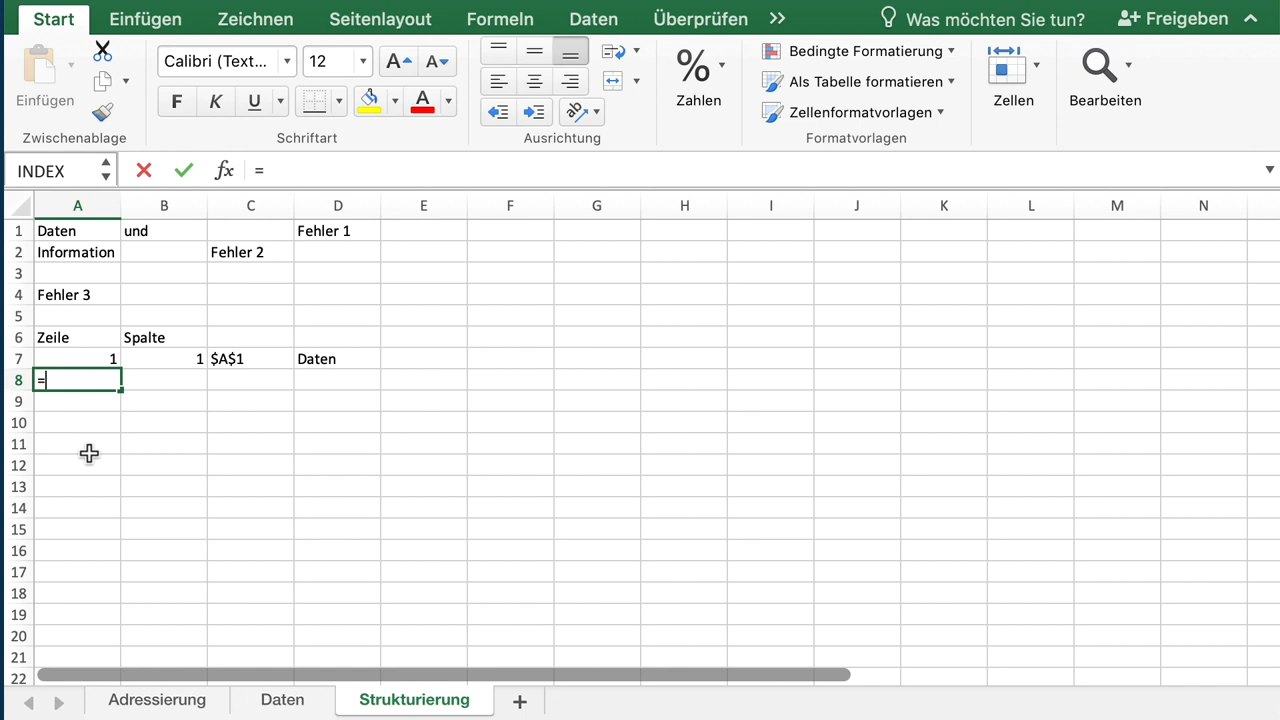 Start Einfügen Zeichnen Seitenlayout Formeln Daten Überprüfen >> Was möchten Sie tun? Freigeben
Calibri (Text... 12 A A
Einfügen
F K U A
Zwischenablage
Schriftart
Ausrichtung
%
Zahlen
Bedingte Formatierung
Als Tabelle formatieren
Zellenformatvorlagen
Formatvorlagen
Zellen
Bearbeiten
INDEX fx =
A B C D E F G H I J K L M N
1 Daten und Fehler 1
2 Information Fehler 2
3
4 Fehler 3
5
6 Zeile Spalte
7 1 1 $A$1 Daten
8 =
9
10
11
12
13
14
15
16
17
18
19
20
21
22
Adressierung Daten Strukturierung +